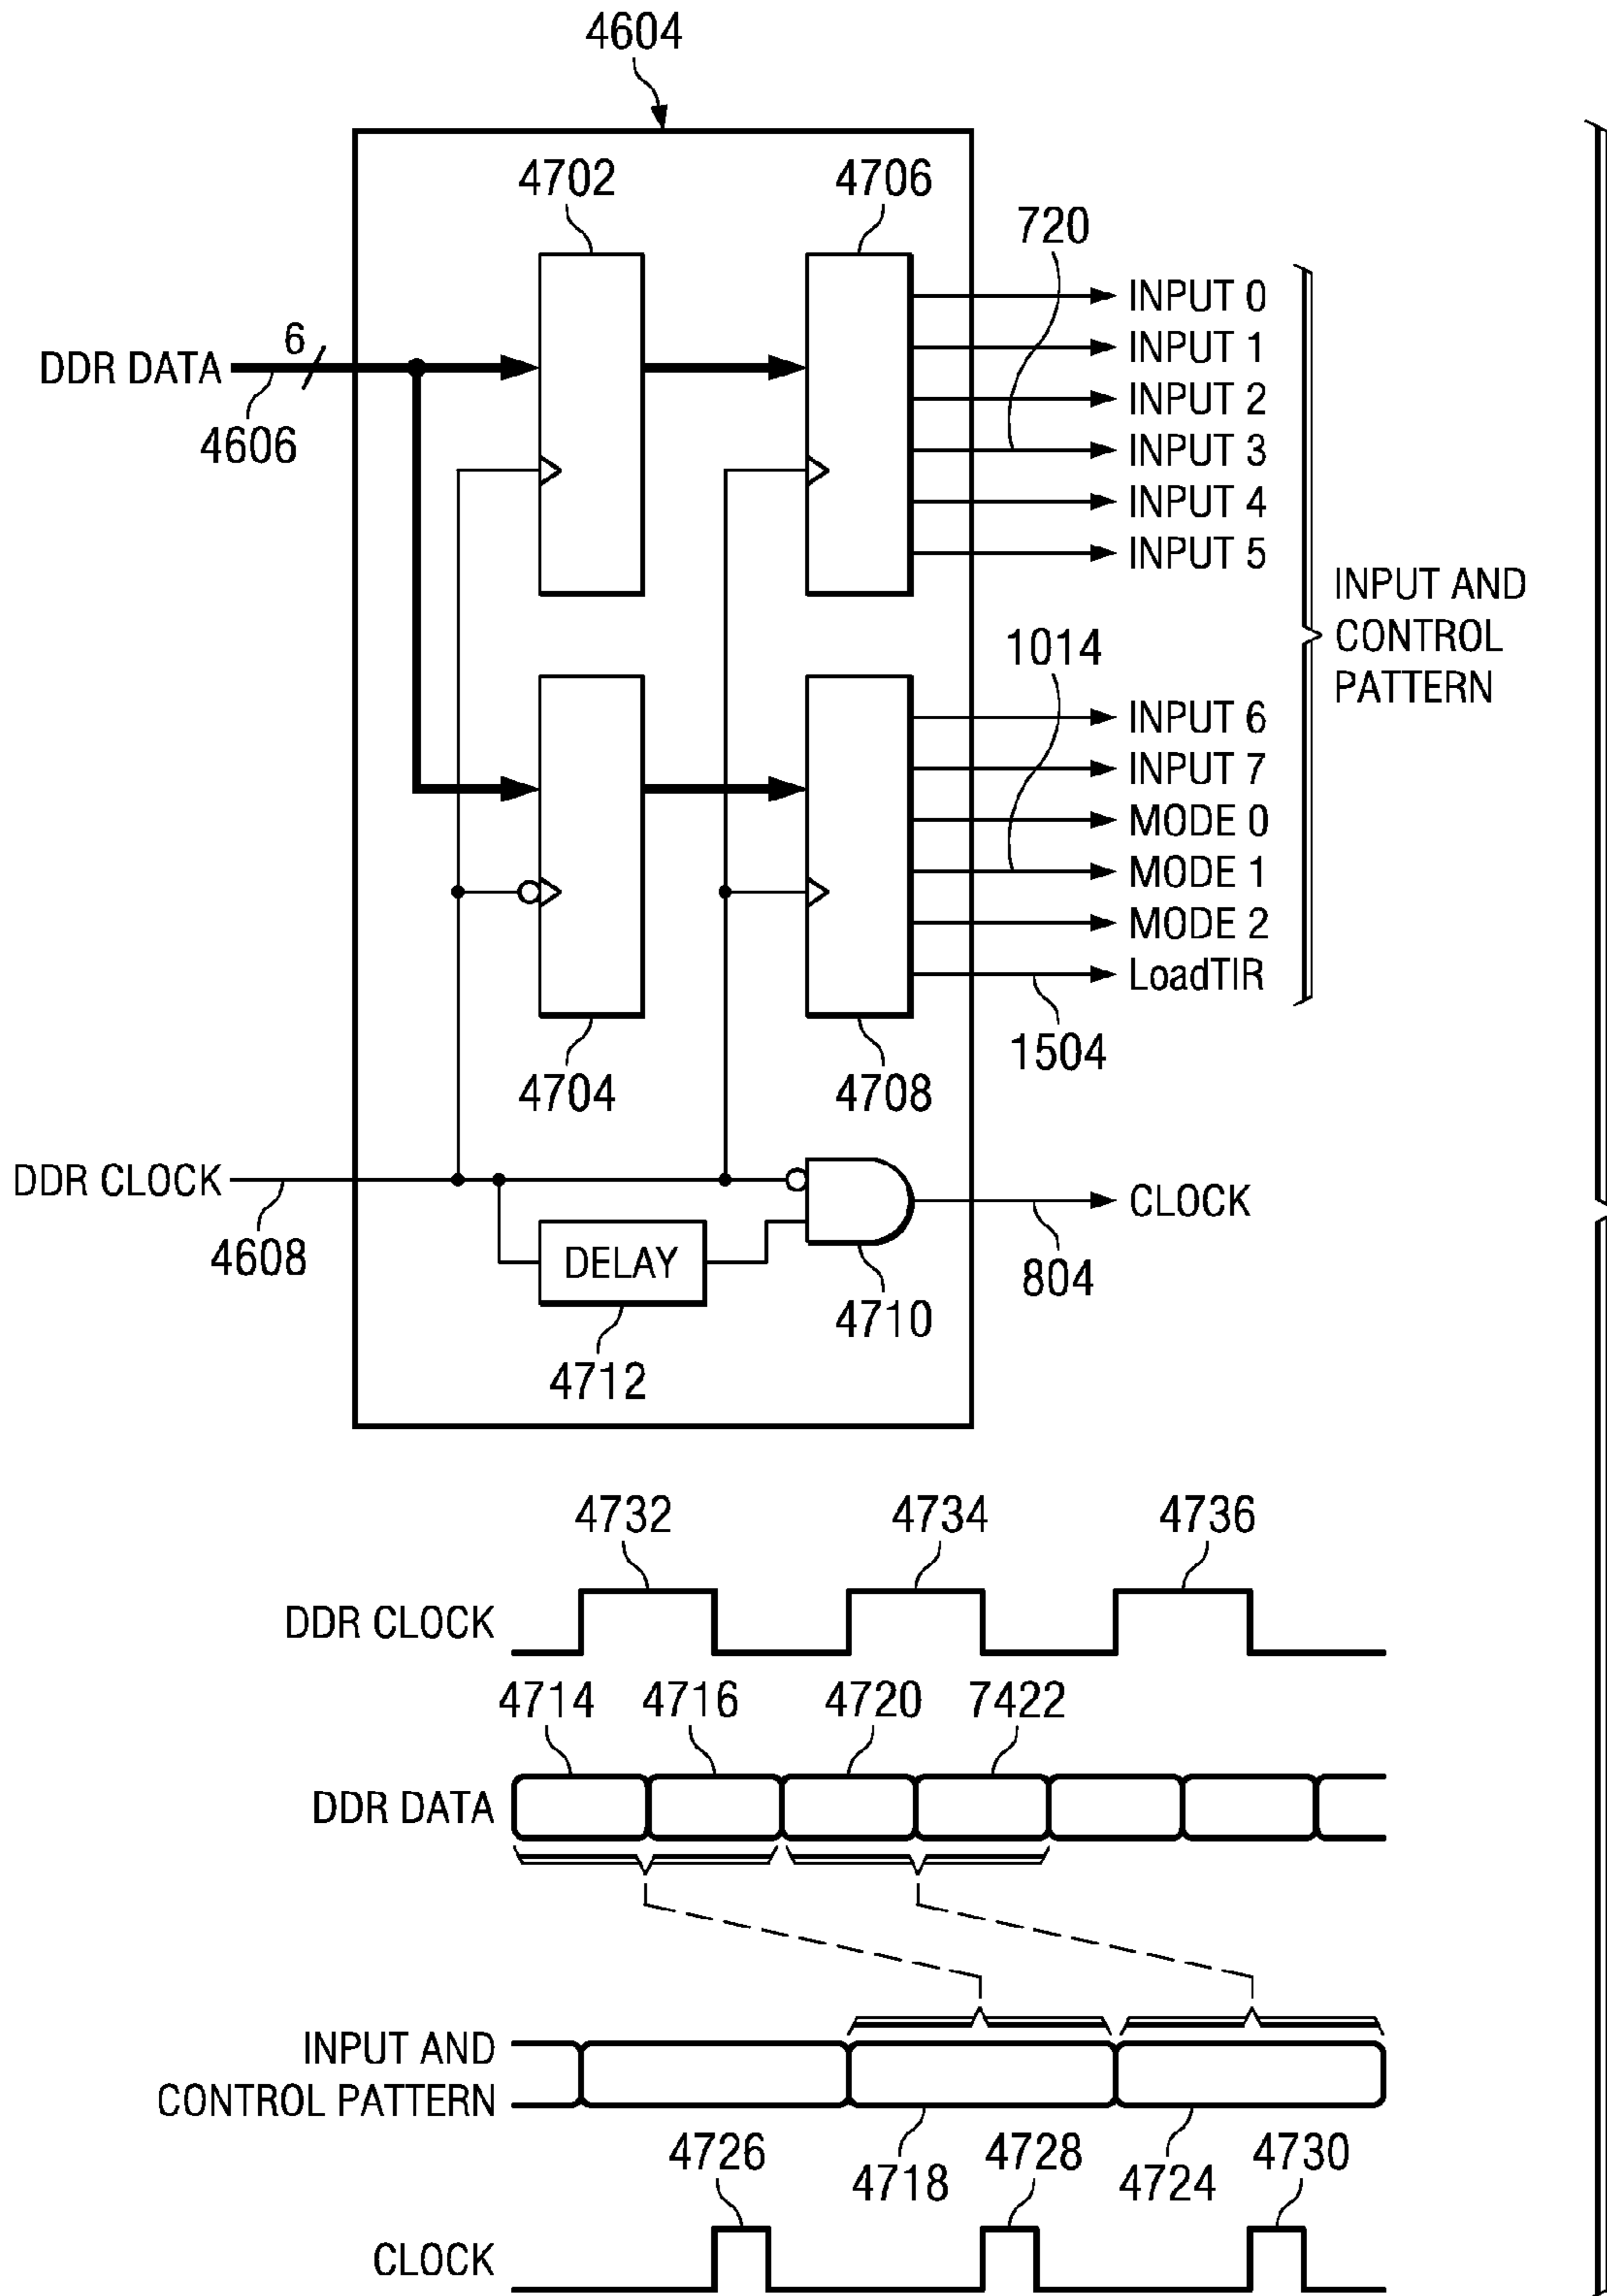 4604
4702
4706
720
DDR DATA
6
4606
INPUT 0
INPUT 1
INPUT 2
INPUT 3
INPUT 4
INPUT 5
INPUT AND
CONTROL
PATTERN
1014
INPUT 6
INPUT 7
MODE 0
MODE 1
MODE 2
LoadTIR
1504
4704
4708
DDR CLOCK
4608
DELAY
4712
4710
CLOCK
804
4732
4734
4736
DDR CLOCK
4714
4716
4720
7422
DDR DATA
INPUT AND
CONTROL PATTERN
4726
4718
4728
4724
4730
CLOCK